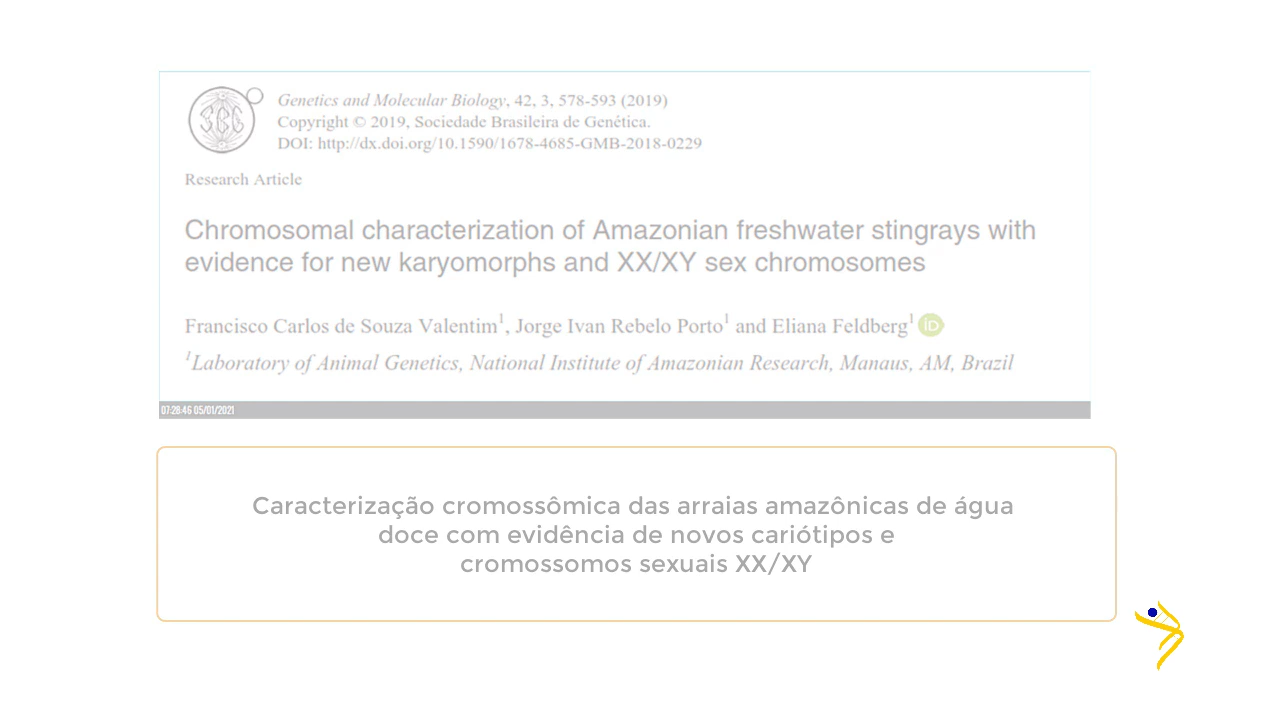 SBG
Genetics and Molecular Biology, 42, 3, 578-593 (2019)
Copyright © 2019, Sociedade Brasileira de Genética.
DOI: http://dx.doi.org/10.1590/1678-4685-GMB-2018-0229
Research Article
Chromosomal characterization of Amazonian freshwater stingrays with
evidence for new karyomorphs and XX/XY sex chromosomes
Francisco Carlos de Souza Valentim¹, Jorge Ivan Rebelo Porto¹ and Eliana Feldberg¹ iD
¹Laboratory of Animal Genetics, National Institute of Amazonian Research, Manaus, AM, Brazil
07:28:46 05/01/2021
Caracterização cromossômica das arraias amazônicas de água
doce com evidência de novos cariótipos e
cromossomos sexuais XX/XY